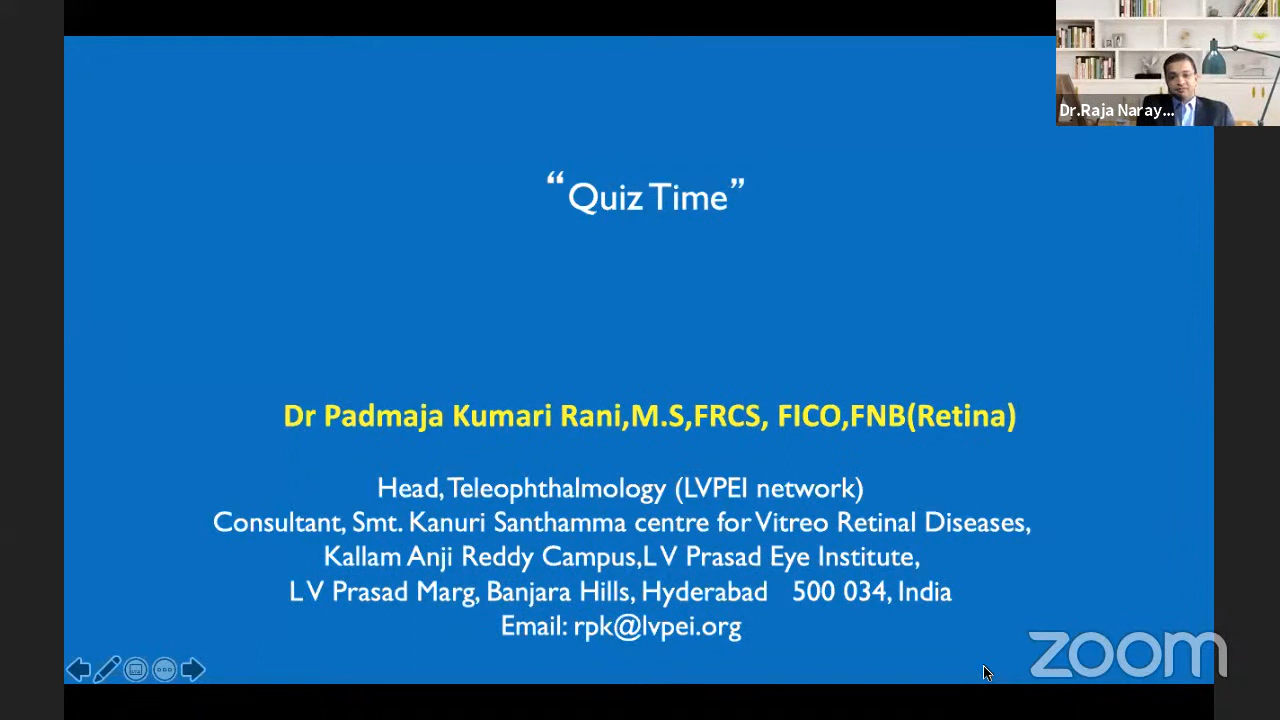 Dr.Raja Naray...
“Quiz Time”
Dr Padmaja Kumari Rani,M.S,FRCS, FICO,FNB(Retina)
Head, Teleophthalmology (LVPEI network)
Consultant, Smt. Kanuri Santhamma centre for Vitreo Retinal Diseases,
Kallam Anji Reddy Campus,L V Prasad Eye Institute,
L V Prasad Marg, Banjara Hills, Hyderabad 500 034, India
Email: rpk@lvpei.org
zoom